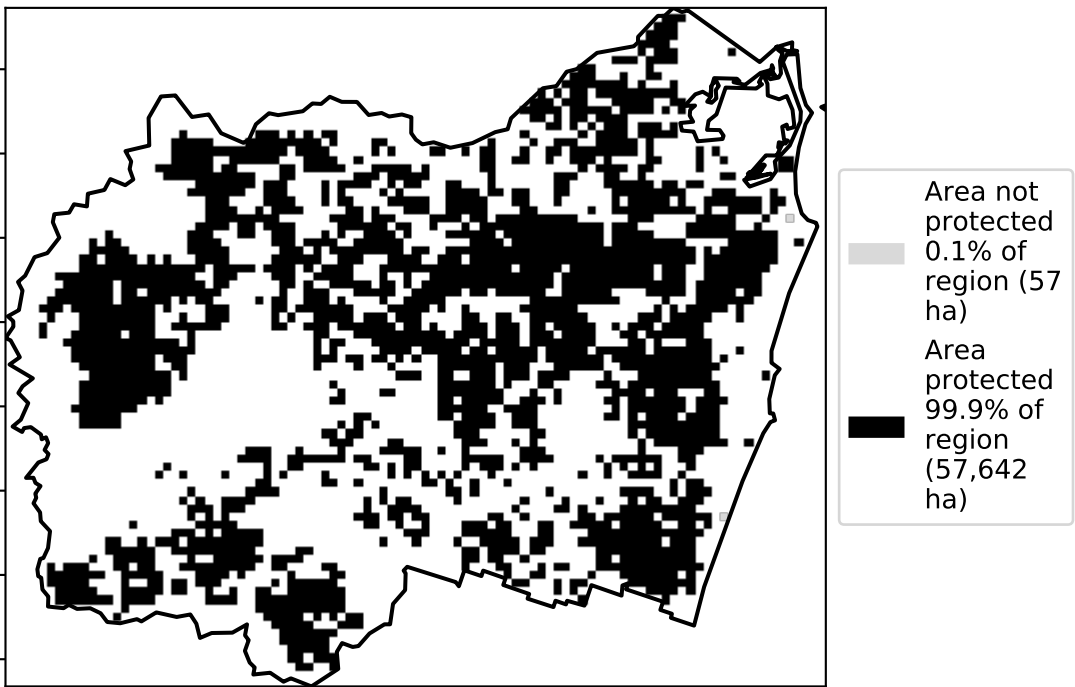 Area not
protected
0.1% of
region (57
ha)
Area
protected
99.9% of
region
(57,642
ha)